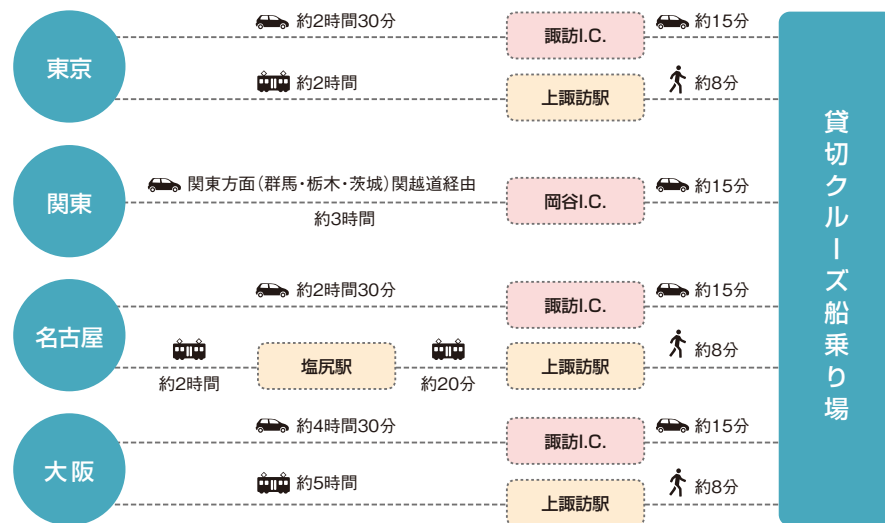 東京
約2時間30分
諏訪I.C.
約15分
約2時間
上諏訪駅
約8分
関東
関東方面(群馬・栃木・茨城)関越道経由
約3時間
岡谷I.C.
約15分
名古屋
約2時間30分
諏訪I.C.
約15分
約2時間
塩尻駅
約20分
上諏訪駅
約8分
大阪
約4時間30分
諏訪I.C.
約15分
約5時間
上諏訪駅
約8分
貸切クルーズ船乗り場